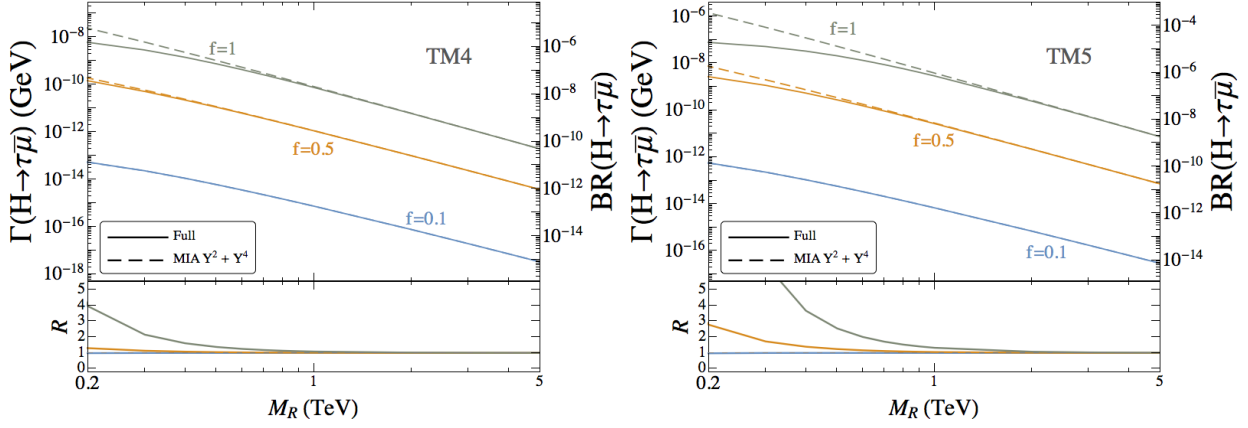 TM4
Γ(H→τμ̄) (GeV)
10⁻⁸
10⁻¹⁰
10⁻¹²
10⁻¹⁴
10⁻¹⁶
10⁻¹⁸
f=1
f=0.5
f=0.1
Full
MIA Y² + Y⁴
10⁻⁶
10⁻⁸
10⁻¹⁰
10⁻¹²
10⁻¹⁴
BR(H→τμ̄)
R
5
4
3
2
1
0
0.2 1 5
M_R (TeV)
TM5
Γ(H→τμ̄) (GeV)
10⁻⁶
10⁻⁸
10⁻¹⁰
10⁻¹²
10⁻¹⁴
10⁻¹⁶
f=1
f=0.5
f=0.1
Full
MIA Y² + Y⁴
10⁻⁴
10⁻⁶
10⁻⁸
10⁻¹⁰
10⁻¹²
10⁻¹⁴
BR(H→τμ̄)
R
5
4
3
2
1
0
0.2 1 5
M_R (TeV)